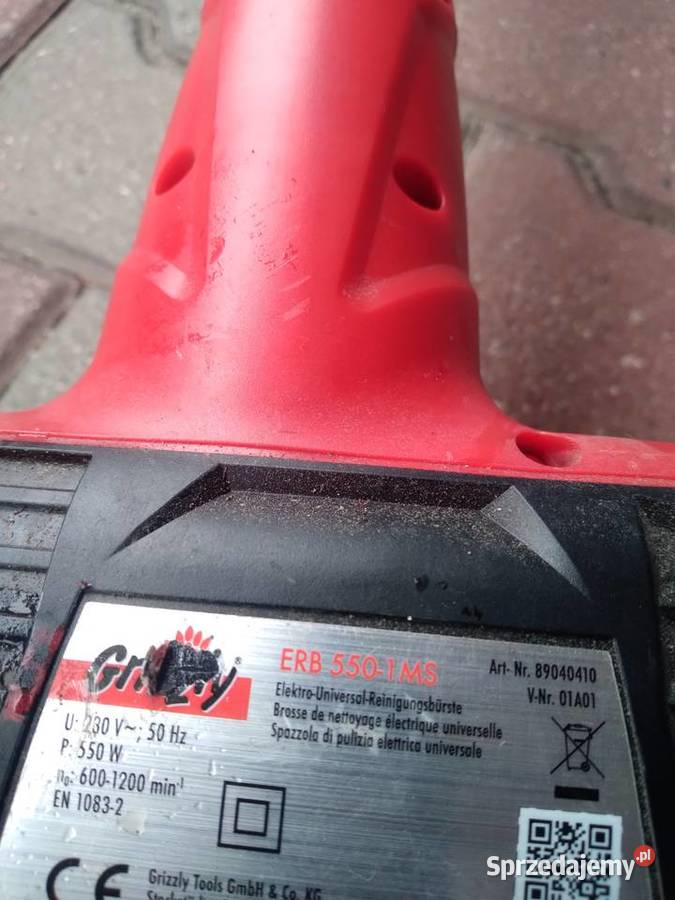 Grizzly®
ERB 550-1MS
Art-Nr. 89040410
V-Nr. 01A01
Elektro-Universal-Reinigungsbürste
Brosse de nettoyage électrique universelle
Spazzola di pulizia elettrica universale
U: 230 V~; 50 Hz
P: 550 W
n₀: 600-1200 min⁻¹
EN 1083-2
CE
Grizzly Tools GmbH & Co. KG
Sprzedajemy.pl